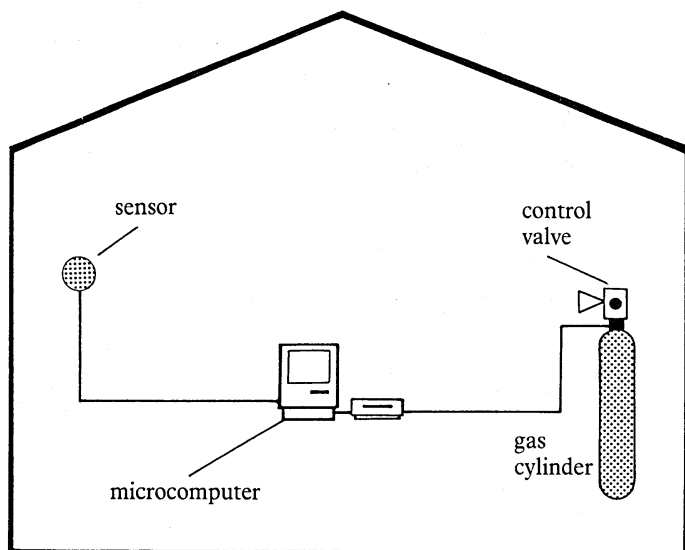 sensor
control
valve
gas
cylinder
microcomputer